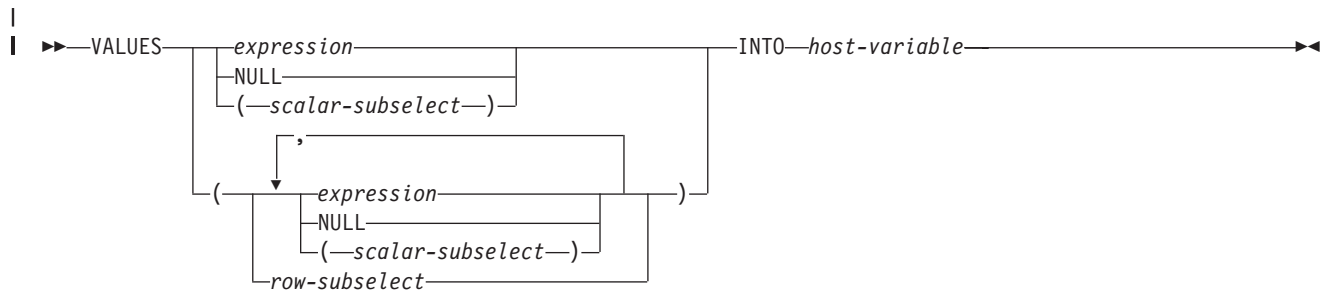 VALUES expression INTO host-variable
NULL
( scalar-subselect )
,
( expression )
NULL
( scalar-subselect )
row-subselect